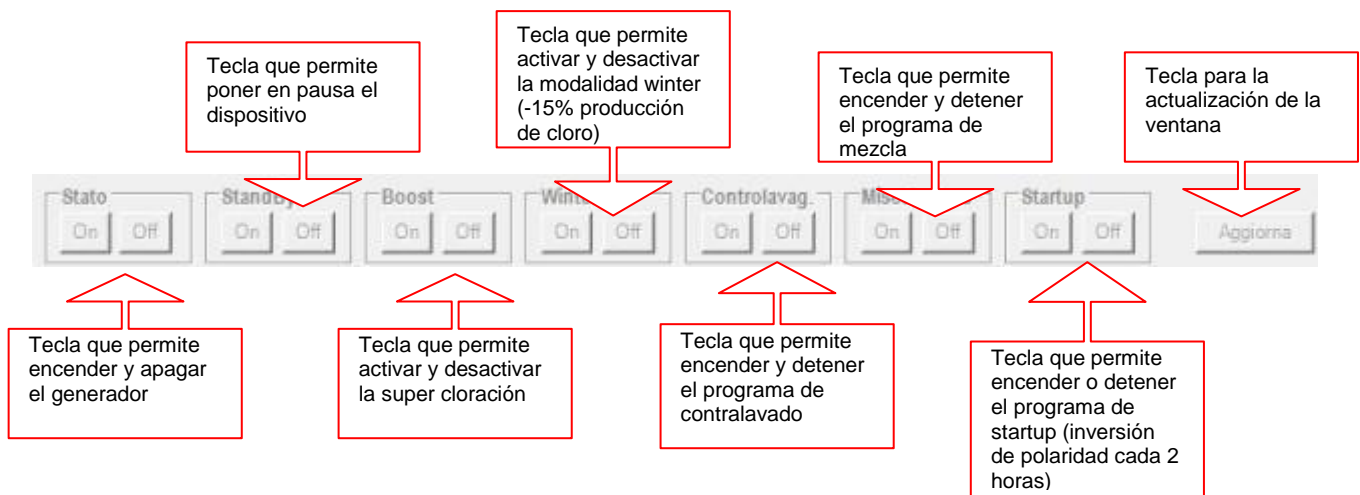 Tecla que permite
poner en pausa el
dispositivo
Tecla que permite
activar y desactivar
la modalidad winter
(-15% producción
de cloro)
Tecla que permite
encender y detener
el programa de
mezcla
Tecla para la
actualización de la
ventana
Stato
Boost
Controlavag.
Startup
On Off On Off On Off On Off On Off On Off On Off Aggiorna
Tecla que permite
encender y apagar
el generador
Tecla que permite
activar y desactivar
la super cloración
Tecla que permite
encender y detener
el programa de
contralavado
Tecla que permite
encender o detener
el programa de
startup (inversión
de polaridad cada 2
horas)